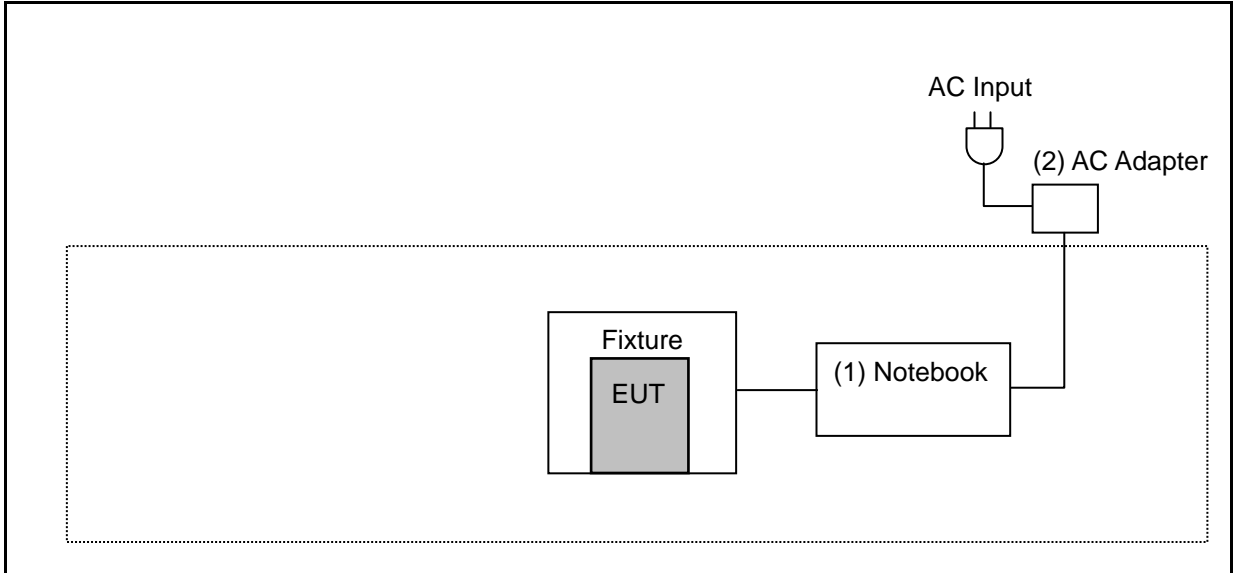 AC Input
(2) AC Adapter
Fixture
EUT
(1) Notebook